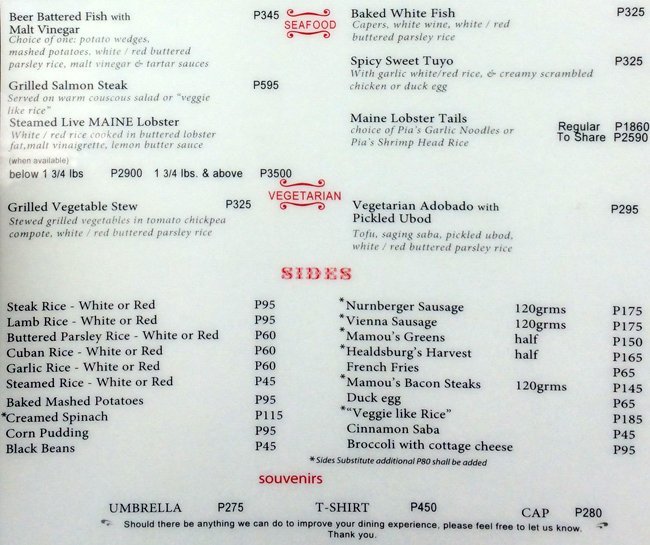 SEAFOOD
Beer Battered Fish with P345
Malt Vinegar
Choice of one: potato wedges,
mashed potatoes, white / red buttered
parsley rice, malt vinegar & tartar sauces
Grilled Salmon Steak P595
Served on warm couscous salad or "veggie
like rice"
Steamed Live MAINE Lobster
White / red rice cooked in buttered lobster
fat,malt vinaigrette, lemon butter sauce
(when available)
below 1 3/4 lbs P2900 1 3/4 lbs. & above P3500
Baked White Fish P325
Capers, white wine, white / red
buttered parsley rice
Spicy Sweet Tuyo P325
With garlic white/red rice, & creamy scrambled
chicken or duck egg
Maine Lobster Tails
choice of Pia's Garlic Noodles or Regular P1860
Pia's Shrimp Head Rice To Share P2590
VEGETARIAN
Grilled Vegetable Stew P325
Stewed grilled vegetables in tomato chickpea
compote, white / red buttered parsley rice
Vegetarian Adobado with P295
Pickled Ubod
Tofu, saging saba, pickled ubod,
white / red buttered parsley rice
SIDES
Steak Rice - White or Red P95
Lamb Rice - White or Red P95
Buttered Parsley Rice - White or Red P60
Cuban Rice - White or Red P60
Garlic Rice - White or Red P60
Steamed Rice - White or Red P45
Baked Mashed Potatoes P95
*Creamed Spinach P115
Corn Pudding P95
Black Beans P45
*Nurnberger Sausage 120grms P175
*Vienna Sausage 120grms P175
*Mamou's Greens half P150
*Healdsburg's Harvest half P165
French Fries P65
*Mamou's Bacon Steaks 120grms P145
Duck egg P65
*"Veggie like Rice" P185
Cinnamon Saba P45
Broccoli with cottage cheese P95
*Sides Substitute additional P80 shall be added
souvenirs
UMBRELLA P275 T-SHIRT P450 CAP P280
Should there be anything we can do to improve your dining experience, please feel free to let us know.
Thank you.